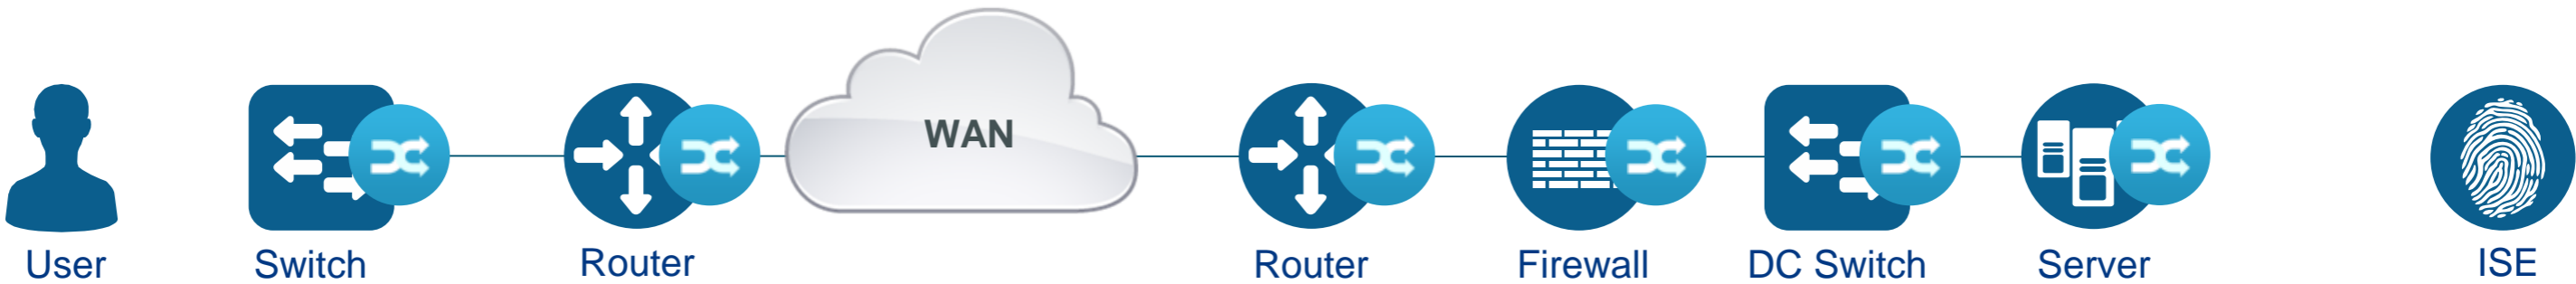 WAN
User
Switch
Router
Router
Firewall
DC Switch
Server
ISE